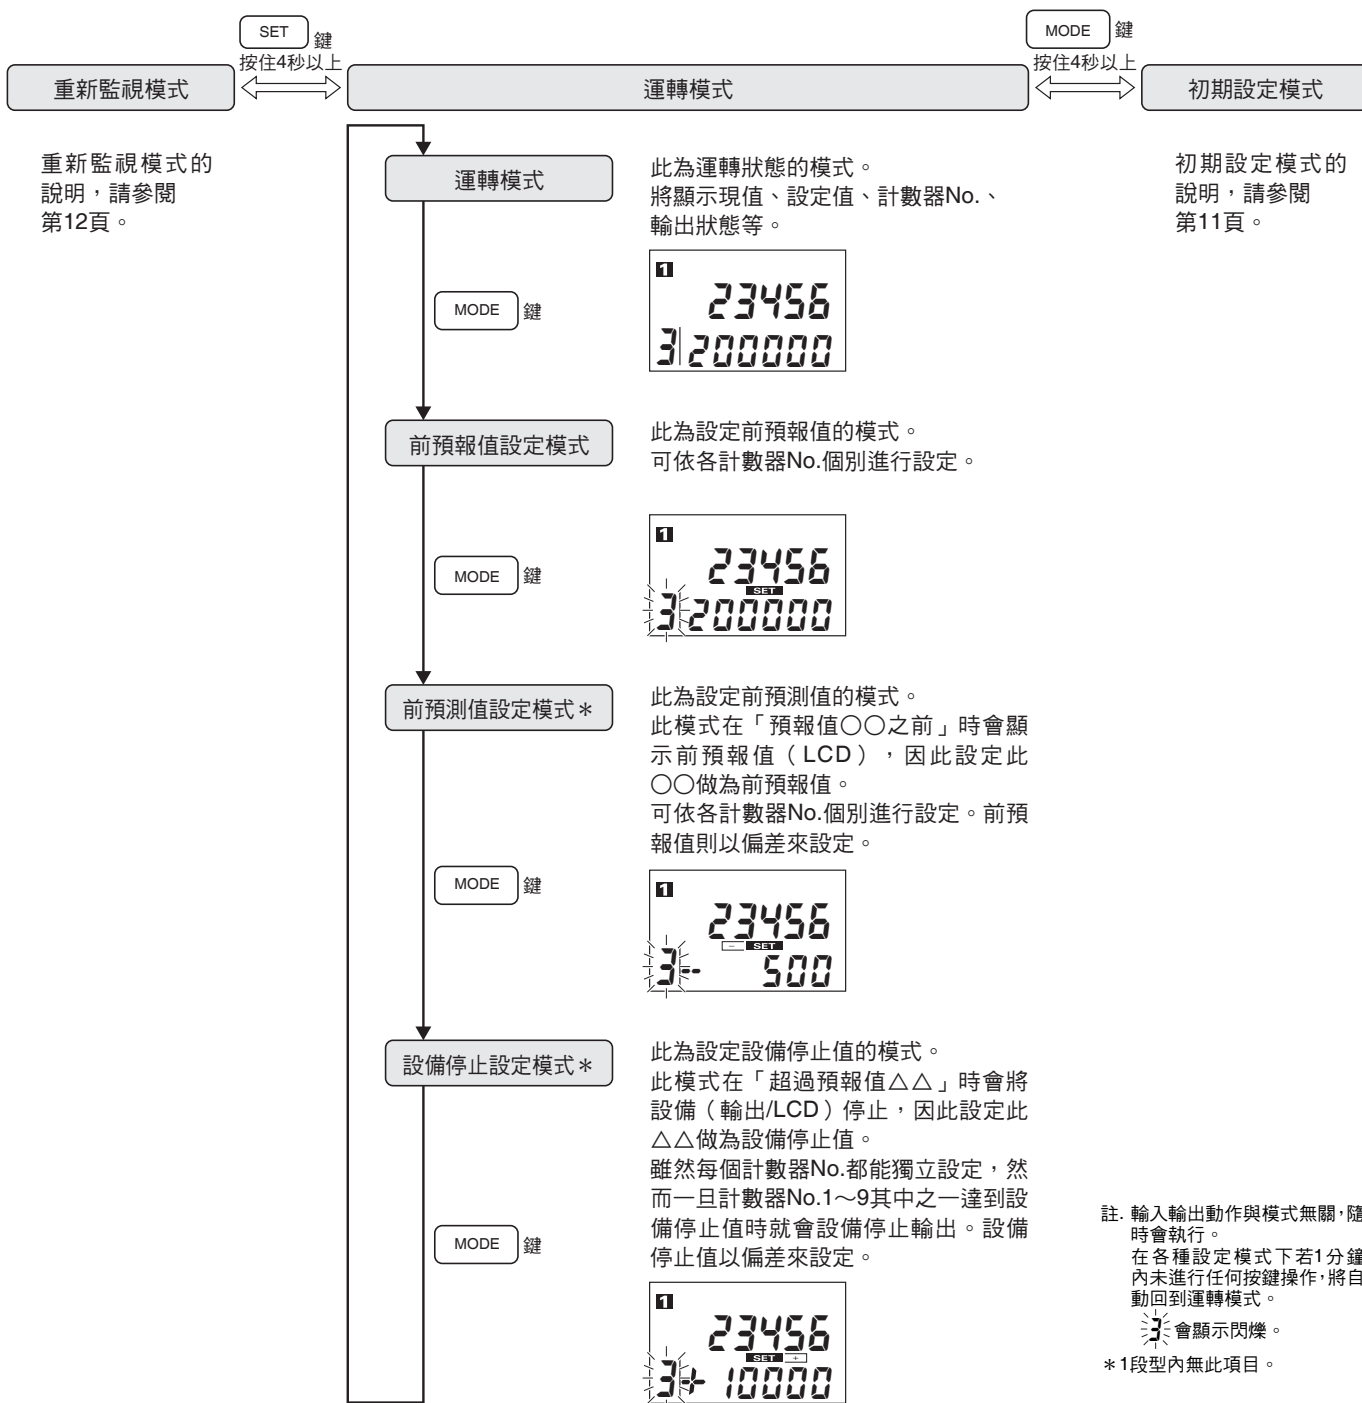 SET 鍵
按住4秒以上
MODE 鍵
按住4秒以上
重新監視模式
運轉模式
初期設定模式
重新監視模式的
說明，請參閱
第12頁。
初期設定模式的
說明，請參閱
第11頁。
運轉模式
此為運轉狀態的模式。
將顯示現值、設定值、計數器No.、
輸出狀態等。
1
23456
3 200000
MODE 鍵
前預報值設定模式
此為設定前預報值的模式。
可依各計數器No.個別進行設定。
1
23456
SET
3 200000
MODE 鍵
前預測值設定模式＊
此為設定前預測值的模式。
此模式在「預報值○○之前」時會顯
示前預報值（LCD），因此設定此
○○做為前預報值。
可依各計數器No.個別進行設定。前預
報值則以偏差來設定。
1
23456
− SET
3 -- 500
MODE 鍵
設備停止設定模式＊
此為設定設備停止值的模式。
此模式在「超過預報值△△」時會將
設備（輸出/LCD）停止，因此設定此
△△做為設備停止值。
雖然每個計數器No.都能獨立設定，然
而一旦計數器No.1～9其中之一達到設
備停止值時就會設備停止輸出。設備
停止值以偏差來設定。
1
23456
SET +
3 + 10000
MODE 鍵
註. 輸入輸出動作與模式無關，隨
時會執行。
在各種設定模式下若1分鐘
內未進行任何按鍵操作，將自
動回到運轉模式。
3 會顯示閃爍。
＊1段型內無此項目。